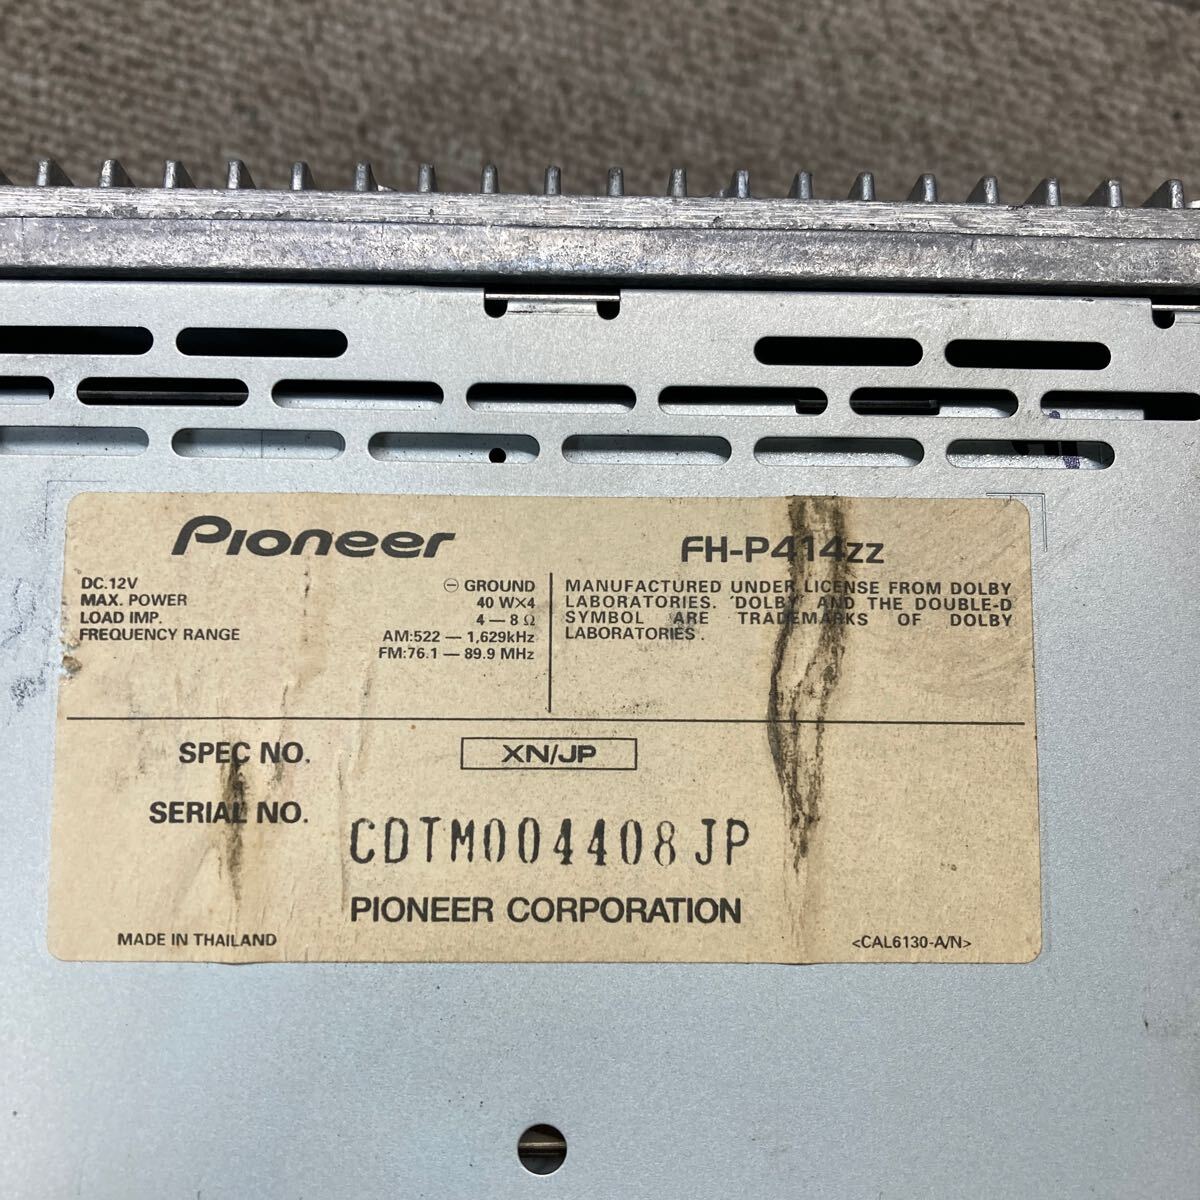 Pioneer
FH-P414zz
DC.12V ⊖ GROUND
MAX. POWER 40 W×4
LOAD IMP. 4 — 8 Ω
FREQUENCY RANGE AM:522 — 1,629kHz
FM:76.1 — 89.9 MHz
MANUFACTURED UNDER LICENSE FROM DOLBY
LABORATORIES. 'DOLBY' AND THE DOUBLE-D
SYMBOL ARE TRADEMARKS OF DOLBY
LABORATORIES.
SPEC NO. XN/JP
SERIAL NO. CDTM004408JP
PIONEER CORPORATION
MADE IN THAILAND
<CAL6130-A/N>